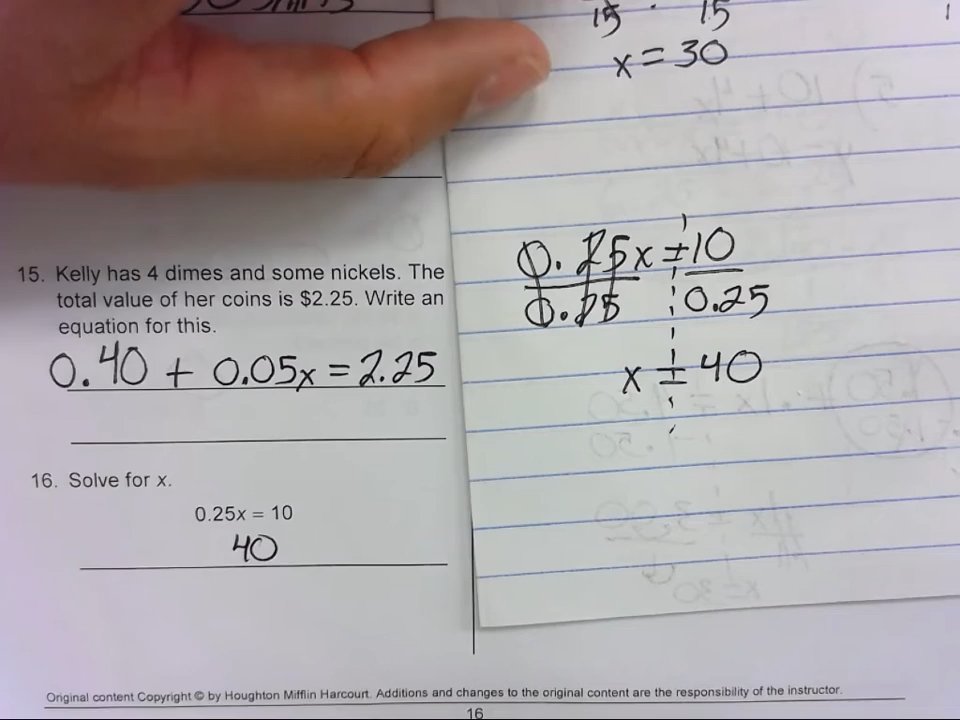 15 15
x = 30
15. Kelly has 4 dimes and some nickels. The
total value of her coins is $2.25. Write an
equation for this.
0.40 + 0.05x = 2.25
16. Solve for x.
0.25x = 10
40
0.25x = 10
0.25 0.25
x = 40
Original content Copyright © by Houghton Mifflin Harcourt. Additions and changes to the original content are the responsibility of the instructor.
16